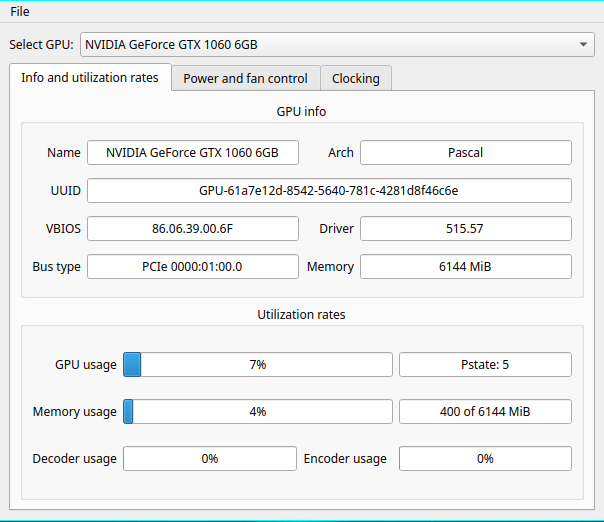 File
Select GPU: NVIDIA GeForce GTX 1060 6GB
Info and utilization rates Power and fan control Clocking
GPU info
Name NVIDIA GeForce GTX 1060 6GB Arch Pascal
UUID GPU-61a7e12d-8542-5640-781c-4281d8f46c6e
VBIOS 86.06.39.00.6F Driver 515.57
Bus type PCIe 0000:01:00.0 Memory 6144 MiB
Utilization rates
GPU usage 7% Pstate: 5
Memory usage 4% 400 of 6144 MiB
Decoder usage 0% Encoder usage 0%